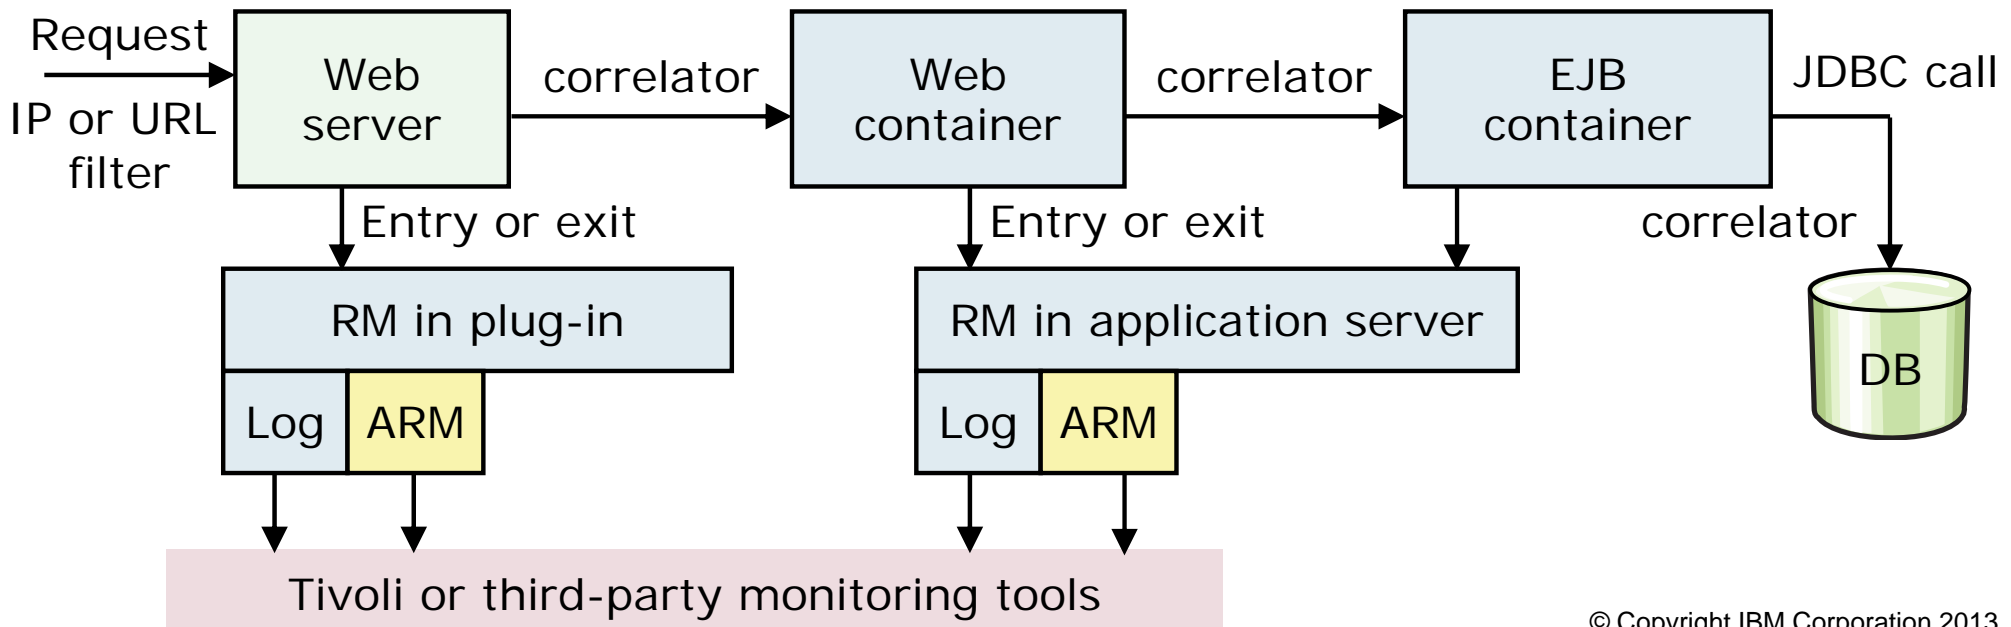 Request
IP or URL
filter
Web
server
correlator
Web
container
correlator
EJB
container
JDBC call
Entry or exit
Entry or exit
correlator
RM in plug-in
RM in application server
DB
Log
ARM
Log
ARM
Tivoli or third-party monitoring tools
© Copyright IBM Corporation 2013